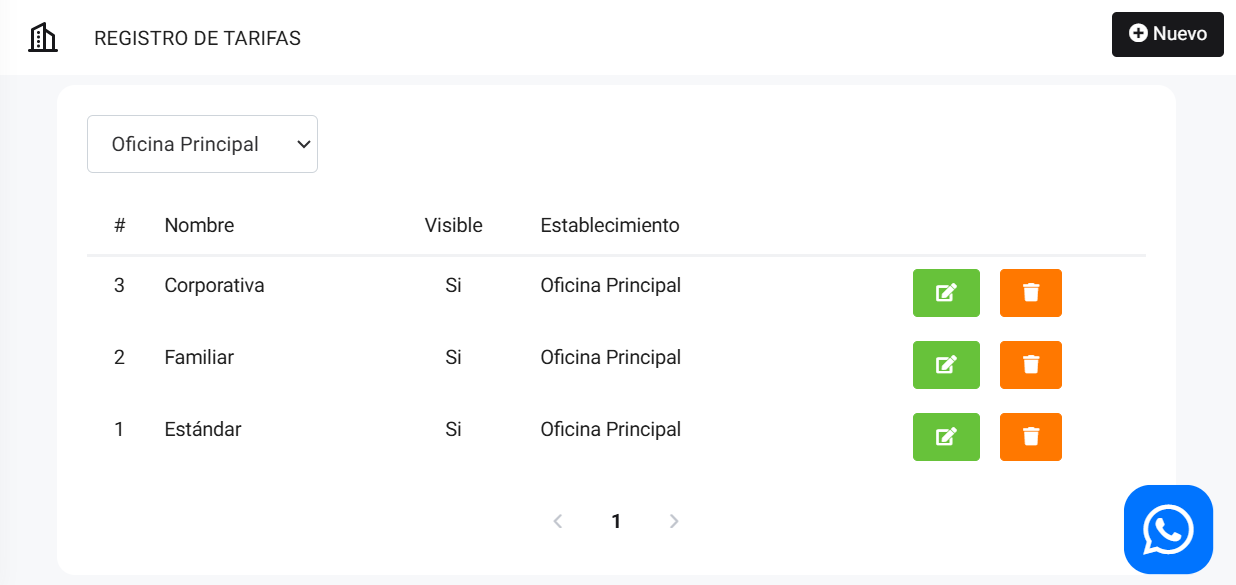 REGISTRO DE TARIFAS
Nuevo
Oficina Principal
# Nombre Visible Establecimiento
3 Corporativa Si Oficina Principal
2 Familiar Si Oficina Principal
1 Estándar Si Oficina Principal
1